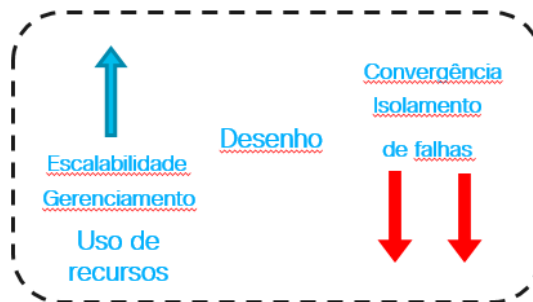 Escalabilidade
Gerenciamento
Uso de
recursos
Desenho
Convergência
Isolamento
de falhas